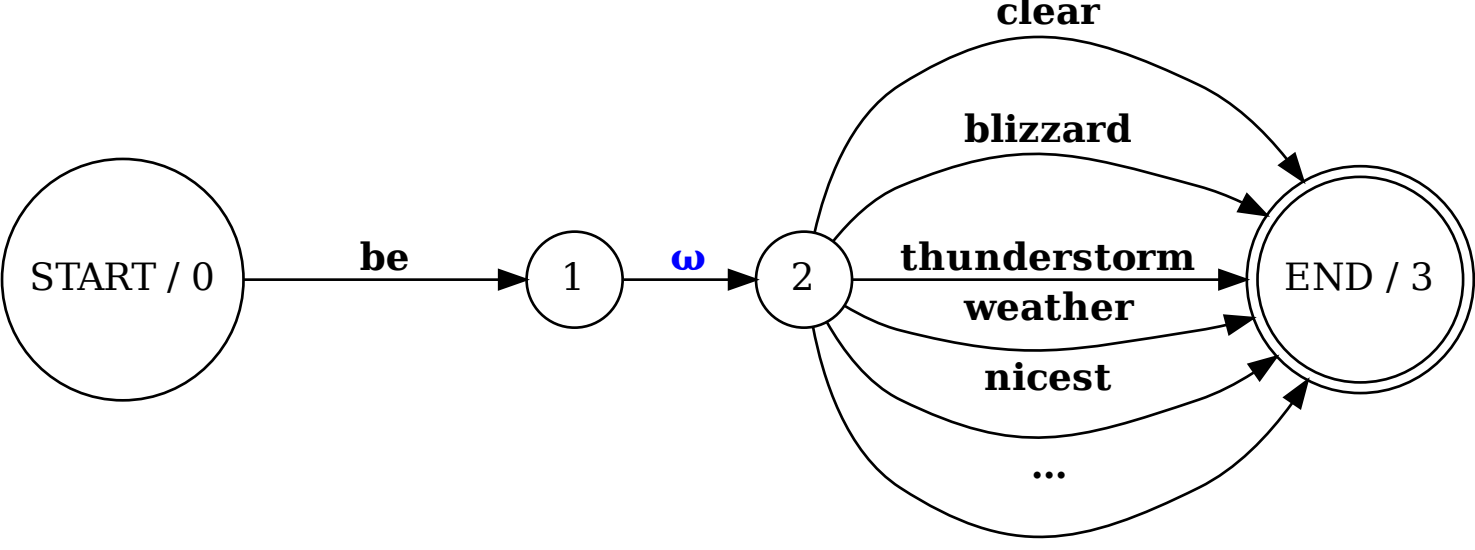 clear
blizzard
START / 0
be
1
ω
2
thunderstorm
END / 3
weather
nicest
...